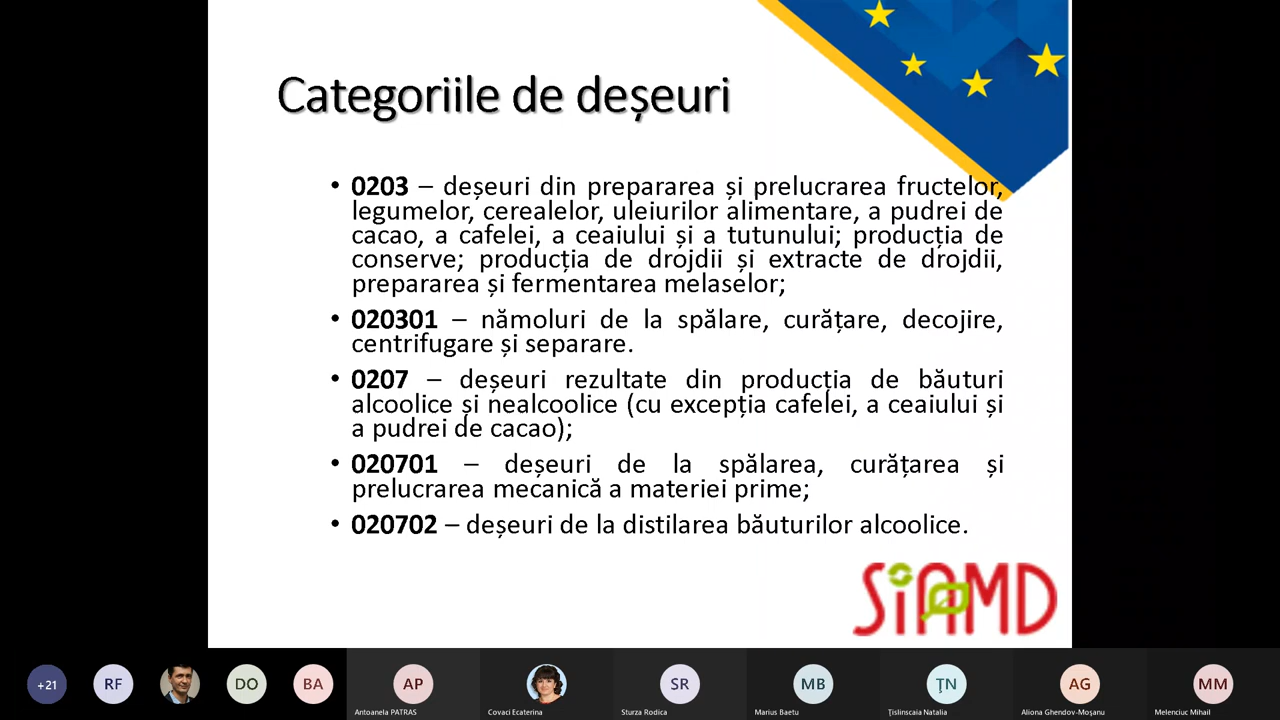 Categoriile de deșeuri
• 0203 – deșeuri din prepararea și prelucrarea fructelor,
legumelor, cerealelor, uleiurilor alimentare, a pudrei de
cacao, a cafelei, a ceaiului și a tutunului; producția de
conserve; producția de drojdii și extracte de drojdii,
prepararea și fermentarea melaselor;
• 020301 – nămoluri de la spălare, curățare, decojire,
centrifugare și separare.
• 0207 – deșeuri rezultate din producția de băuturi
alcoolice și nealcoolice (cu excepția cafelei, a ceaiului și
a pudrei de cacao);
• 020701 – deșeuri de la spălarea, curățarea și
prelucrarea mecanică a materiei prime;
• 020702 – deșeuri de la distilarea băuturilor alcoolice.
SiAMD
+21 RF DO BA AP SR MB ŢN AG MM
Antoanela PATRAS Covaci Ecaterina Sturza Rodica Marius Baetu Ţislinscaia Natalia Aliona Ghendov-Moşanu Melenciuc Mihail